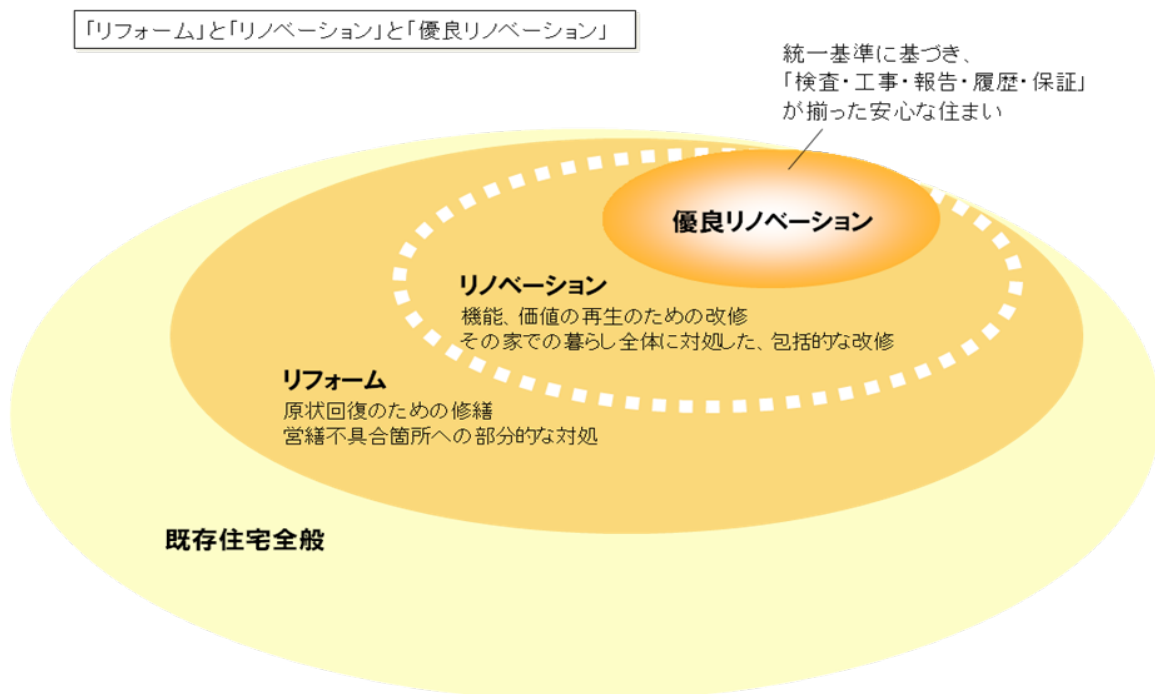 「リフォーム」と「リノベーション」と「優良リノベーション」
統一基準に基づき、
「検査・工事・報告・履歴・保証」
が揃った安心な住まい
優良リノベーション
リノベーション
機能、価値の再生のための改修
その家での暮らし全体に対処した、包括的な改修
リフォーム
原状回復のための修繕
営繕不具合箇所への部分的な対処
既存住宅全般